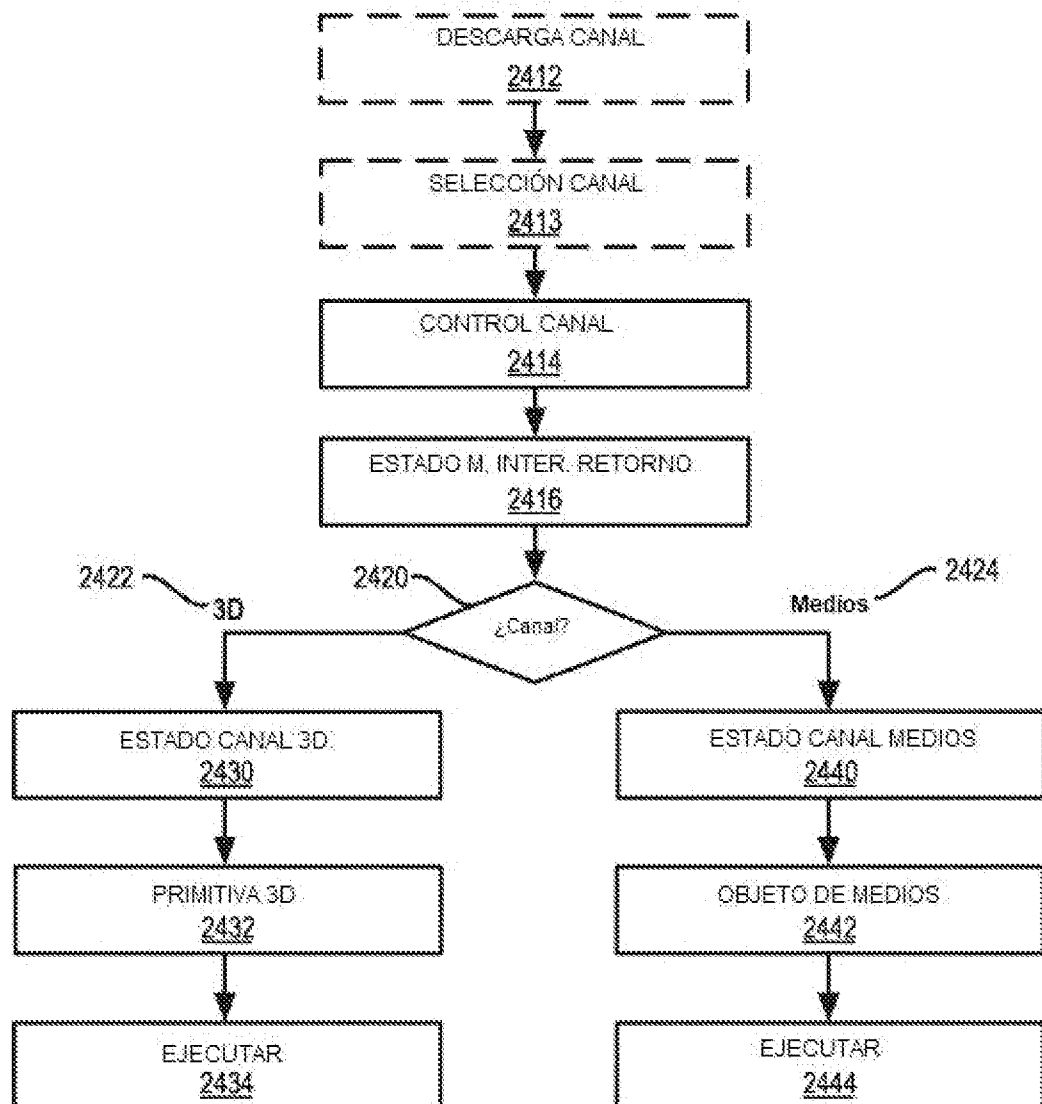 DESCARGA CANAL
2412
SELECCIÓN CANAL
2413
CONTROL CANAL
2414
ESTADO M. INTER. RETORNO
2416
2422
3D
2420
¿Canal?
Medios
2424
ESTADO CANAL 3D.
2430
ESTADO CANAL MEDIOS
2440
PRIMITIVA 3D
2432
OBJETO DE MEDIOS
2442
EJECUTAR
2434
EJECUTAR
2444